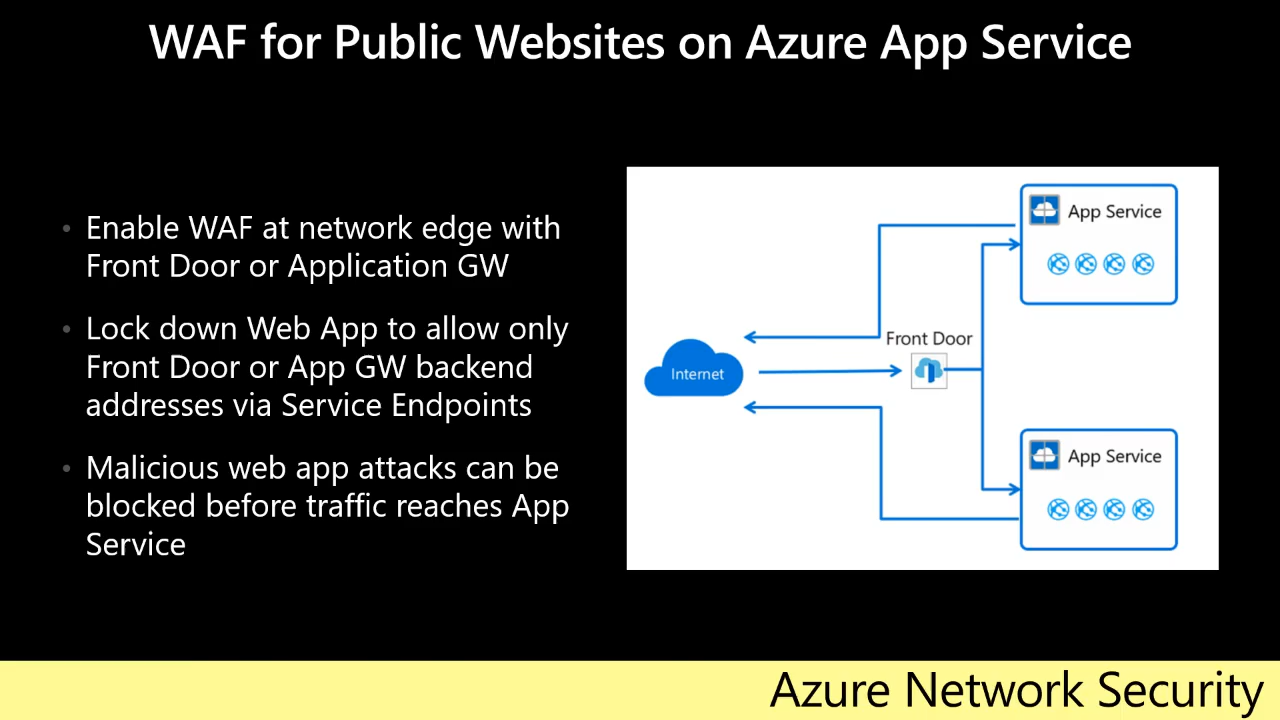 WAF for Public Websites on Azure App Service
• Enable WAF at network edge with
Front Door or Application GW
• Lock down Web App to allow only
Front Door or App GW backend
addresses via Service Endpoints
• Malicious web app attacks can be
blocked before traffic reaches App
Service
App Service
Front Door
Internet
App Service
Azure Network Security